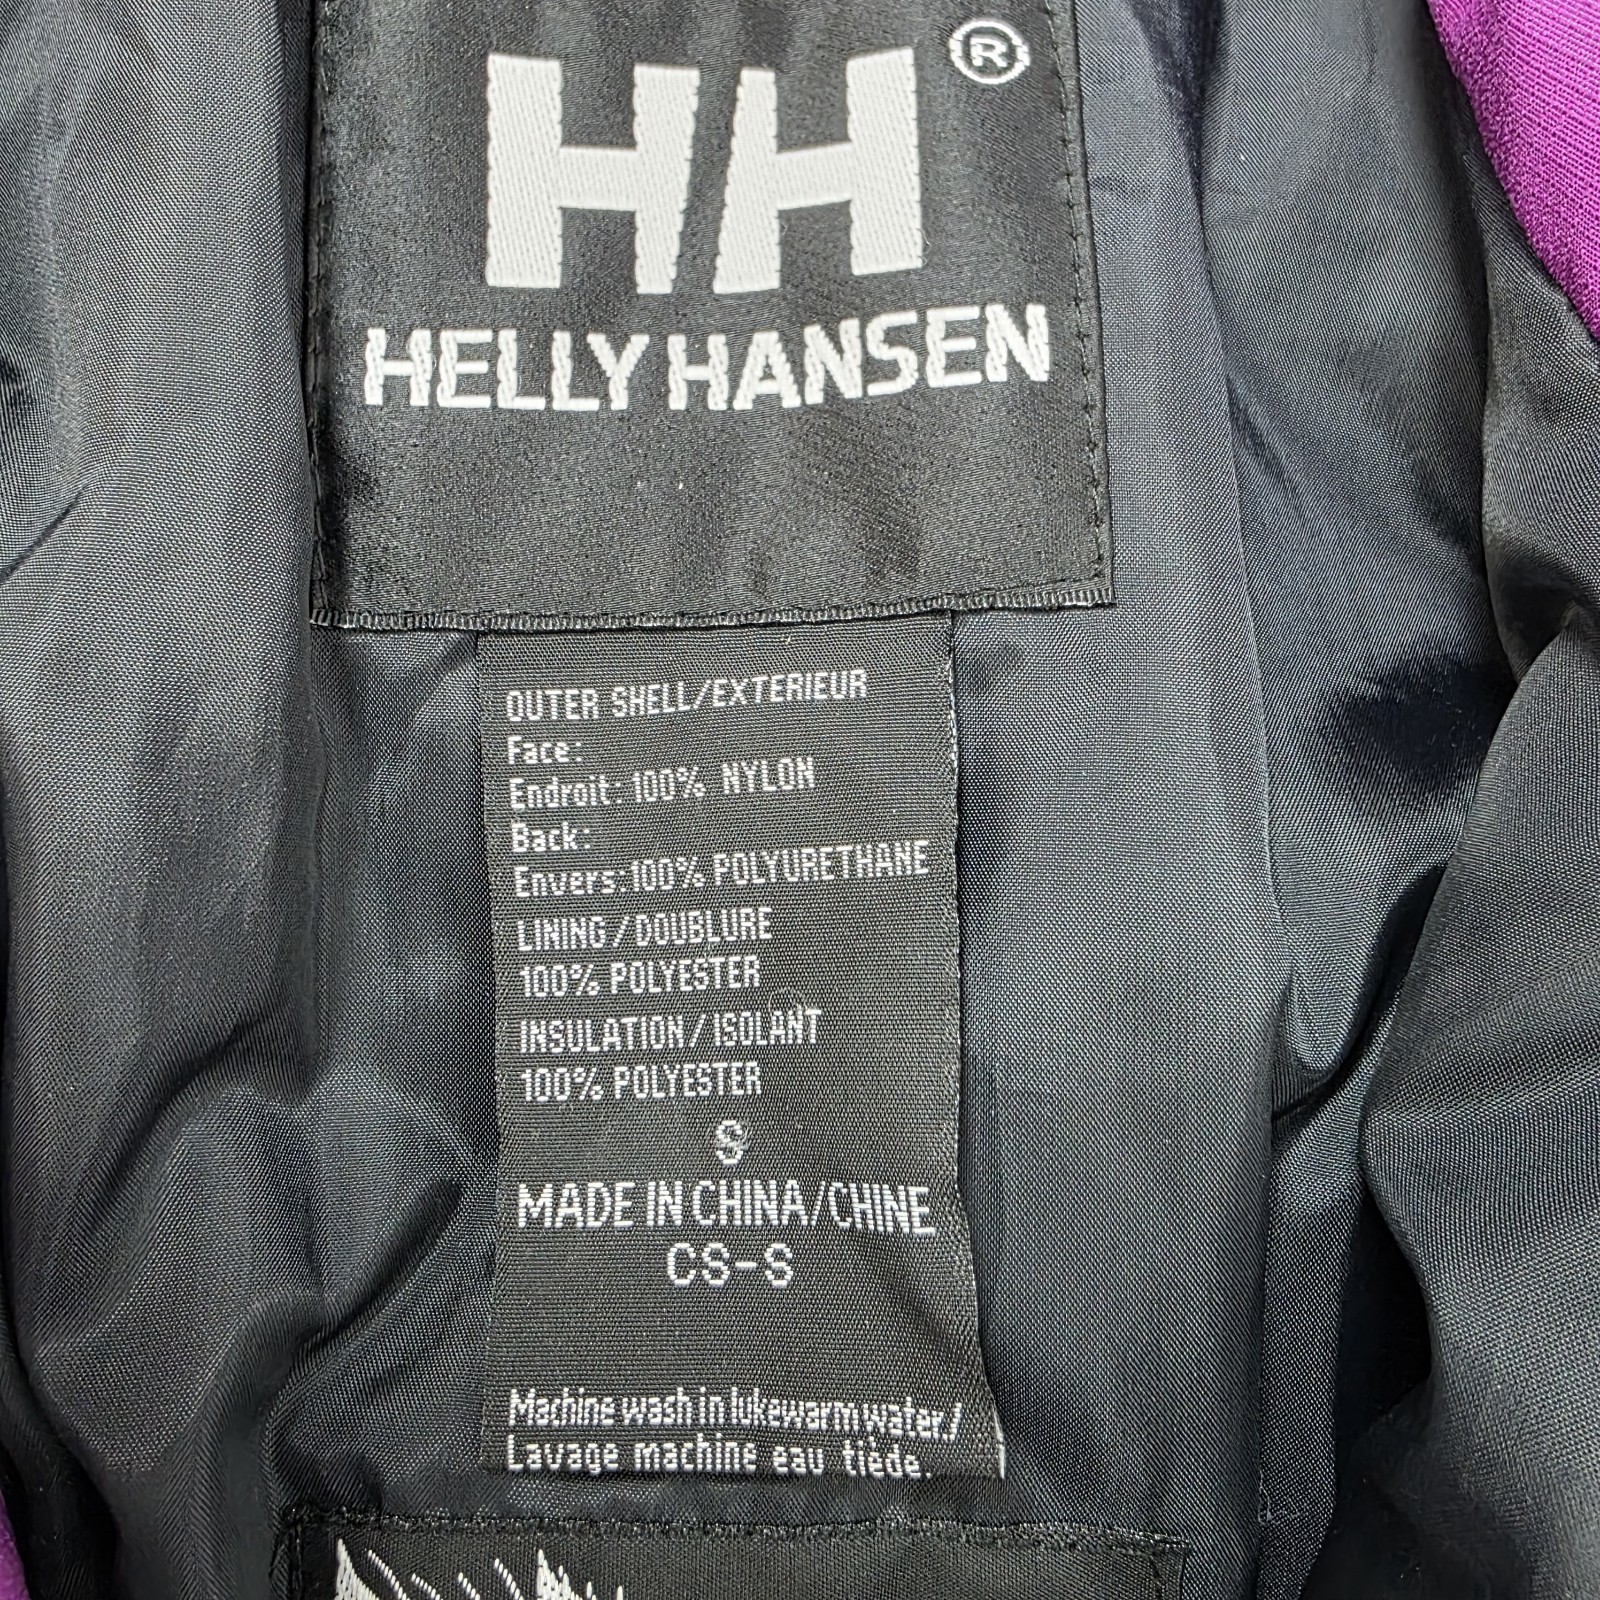 HH®
HELLY HANSEN
OUTER SHELL/EXTERIEUR
Face:
Endroit: 100% NYLON
Back:
Envers:100% POLYURETHANE
LINING/DOUBLURE
100% POLYESTER
INSULATION/ISOLANT
100% POLYESTER
S
MADE IN CHINA/CHINE
CS-S
Machine wash in lukewarm water/
Lavage machine eau tiède.